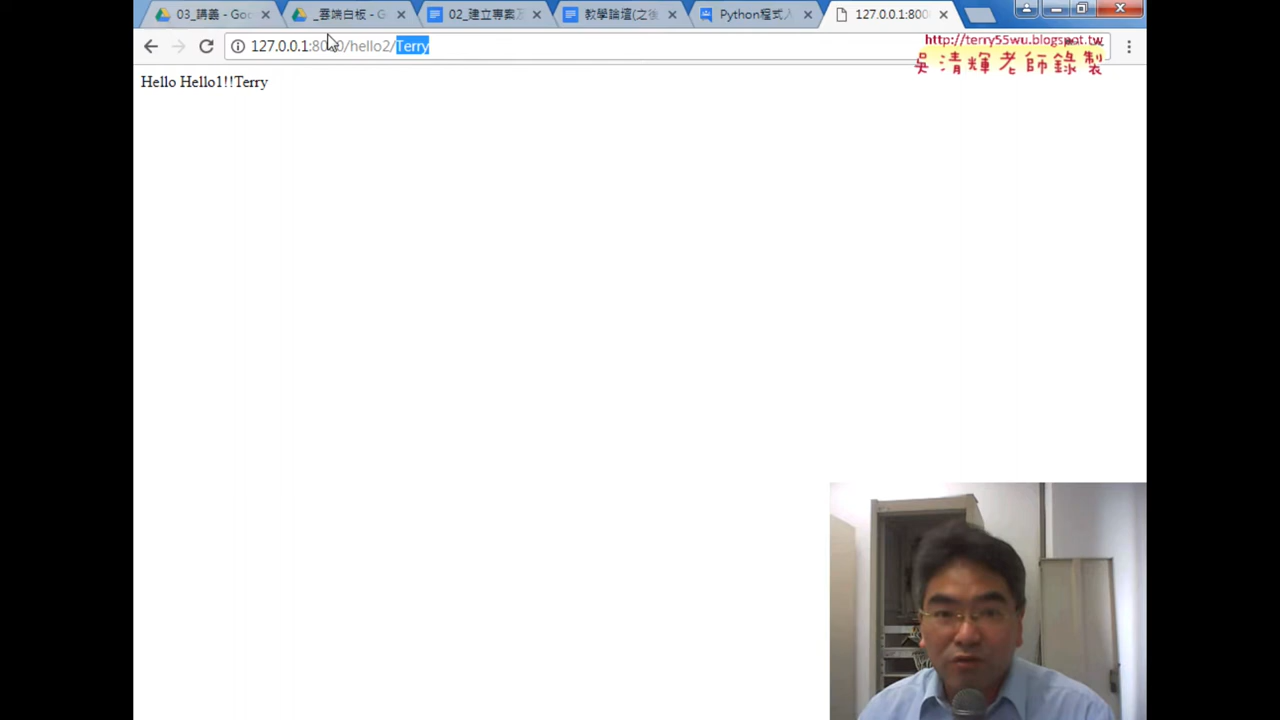 03_講義 - Goo
_雲端白板 - G
02_建立專案及
教學論壇(之後
Python程式入
127.0.0.1:800
127.0.0.1:8000/hello2/Terry
http://terry55wu.blogspot.tw
吳清輝老師錄製
Hello Hello1!!Terry